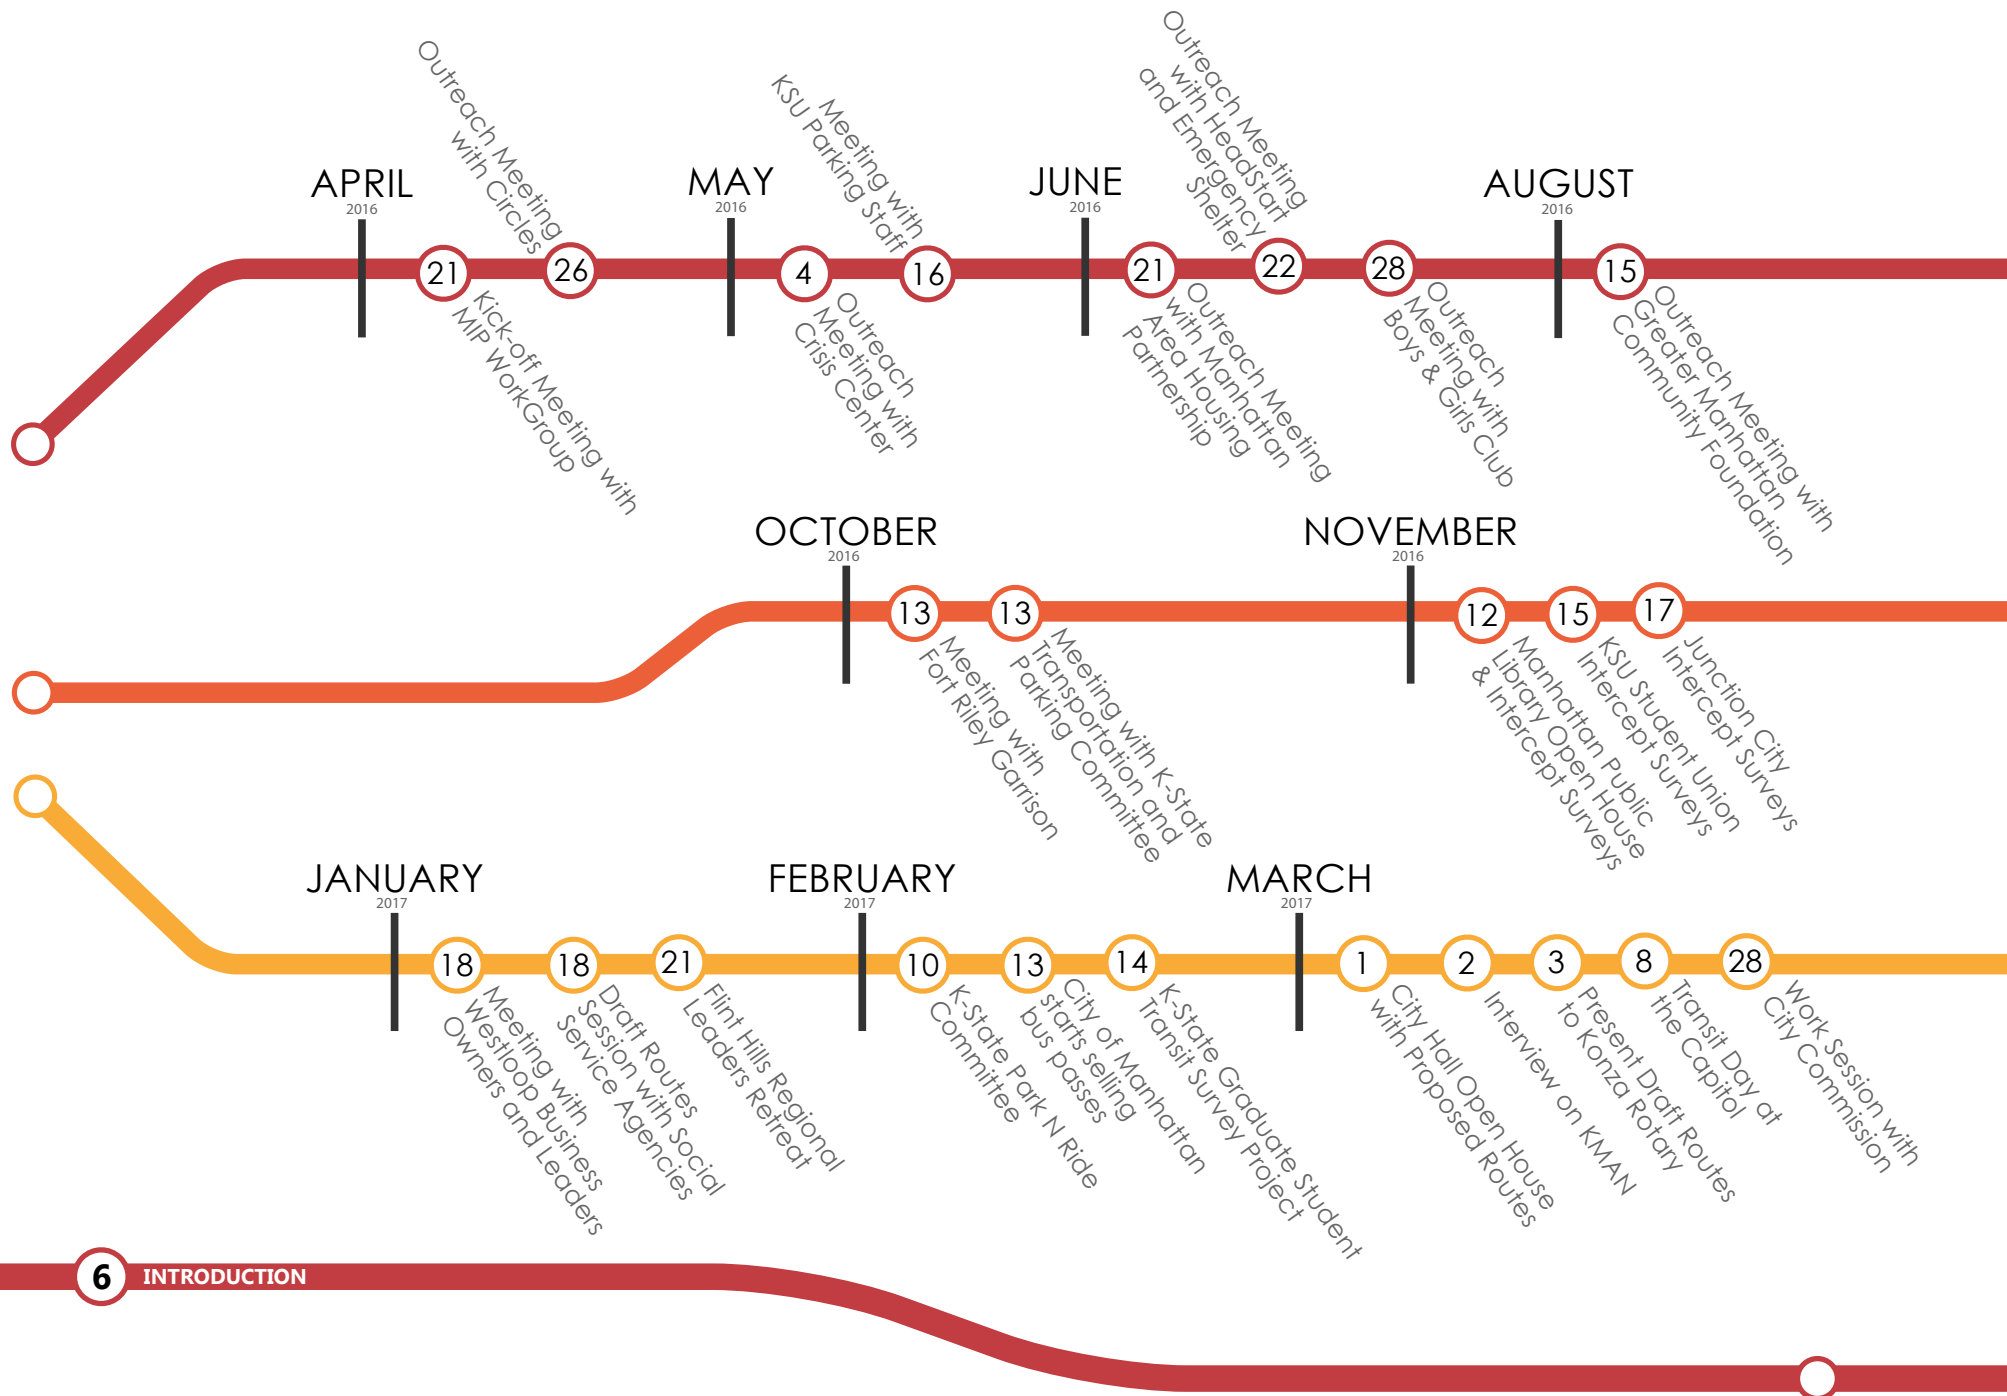 APRIL
2016
21
Kick-off Meeting with
MIP WorkGroup
Outreach Meeting
with Circles
26
MAY
2016
4
Outreach
Meeting with
Crisis Center
Meeting with
KSU Parking Staff
16
JUNE
2016
21
Outreach Meeting
with Manhattan
Area Housing
Partnership
Outreach Meeting
with HeadStart
and Emergency
Shelter
22
28
Outreach
Meeting with
Boys & Girls Club
AUGUST
2016
15
Outreach Meeting with
Greater Manhattan
Community Foundation
OCTOBER
2016
13
Meeting with
Fort Riley Garrison
13
Meeting with K-State
Transportation and
Parking Committee
NOVEMBER
2016
12
Manhattan Public
Library Open House
& Intercept Surveys
15
KSU Student Union
Intercept Surveys
17
Junction City
Intercept Surveys
JANUARY
2017
18
Meeting with
Westloop Business
Owners and Leaders
18
Draft Routes
Session with Social
Service Agencies
21
Flint Hills Regional
Leaders Retreat
FEBRUARY
2017
10
K-State Park N Ride
Committee
13
City of Manhattan
starts selling
bus passes
14
K-State Graduate Student
Transit Survey Project
MARCH
2017
1
City Hall Open House
with Proposed Routes
2
Interview on KMAN
3
Present Draft Routes
to Konza Rotary
8
Transit Day at
the Capitol
28
Work Session with
City Commission
6 INTRODUCTION